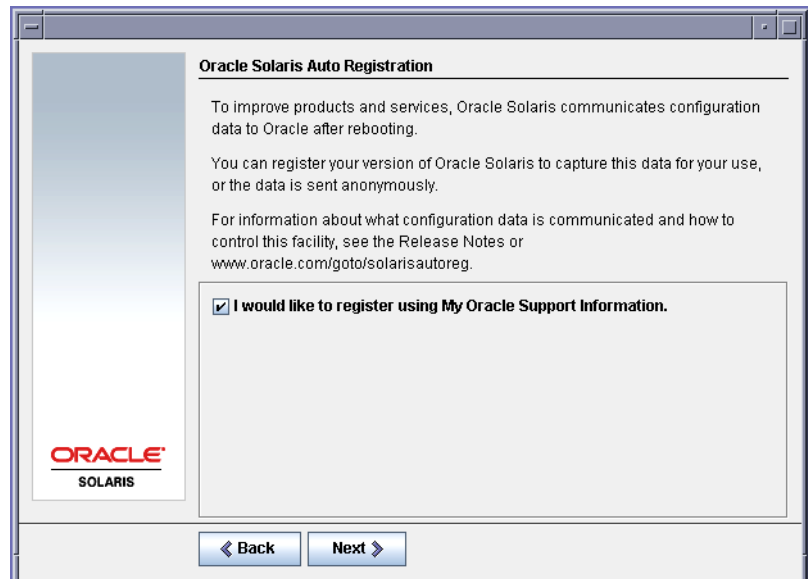 Oracle Solaris Auto Registration
To improve products and services, Oracle Solaris communicates configuration
data to Oracle after rebooting.
You can register your version of Oracle Solaris to capture this data for your use,
or the data is sent anonymously.
For information about what configuration data is communicated and how to
control this facility, see the Release Notes or
www.oracle.com/goto/solarisautoreg.
I would like to register using My Oracle Support Information.
ORACLE
SOLARIS
Back
Next